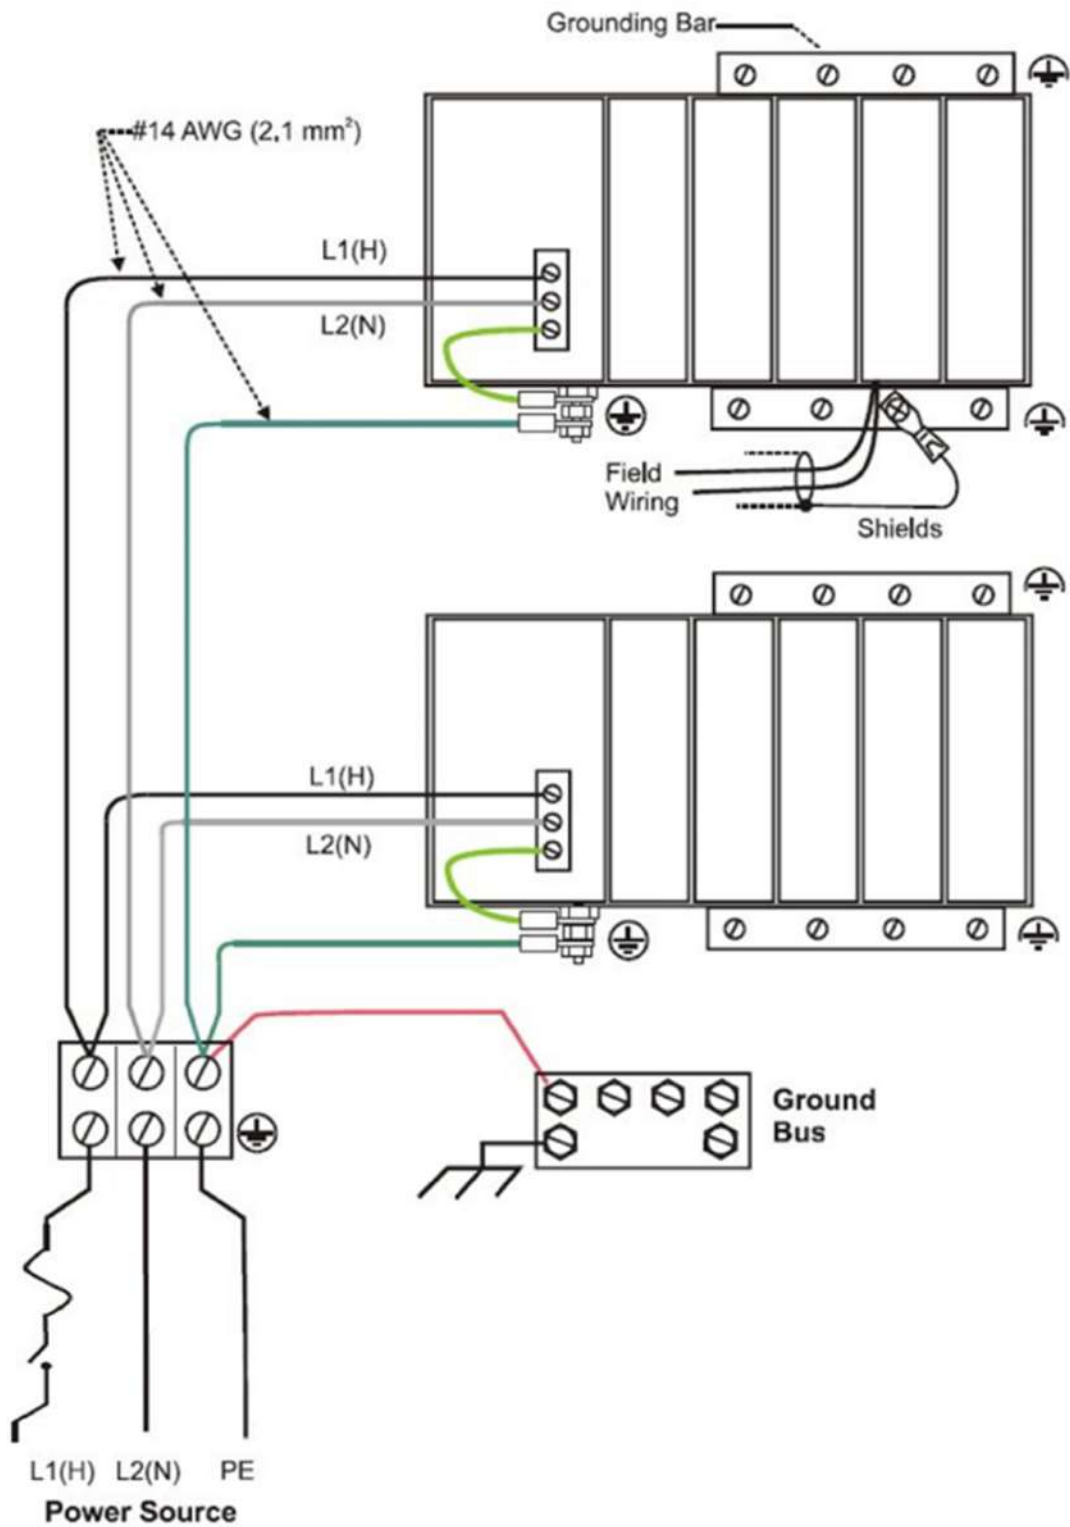 Grounding Bar
#14 AWG (2.1 mm²)
L1(H)
L2(N)
Field
Wiring
Shields
L1(H)
L2(N)
Ground
Bus
L1(H) L2(N) PE
Power Source